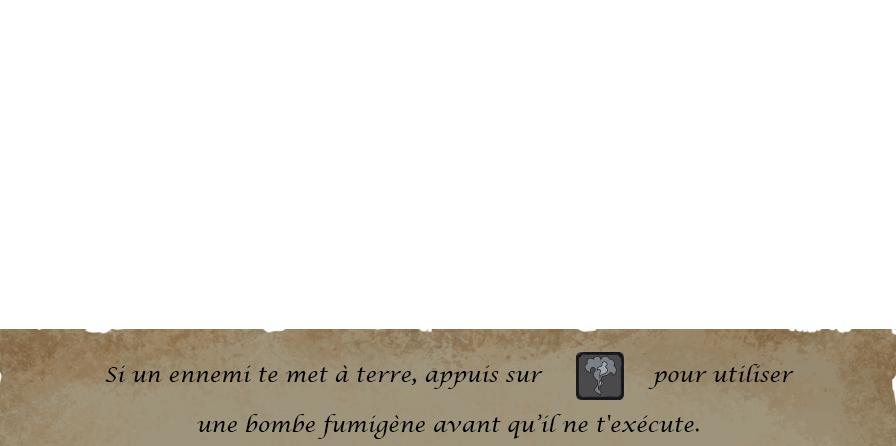 Si un ennemi te met à terre, appuis sur pour utiliser
une bombe fumigène avant qu'il ne t'exécute.